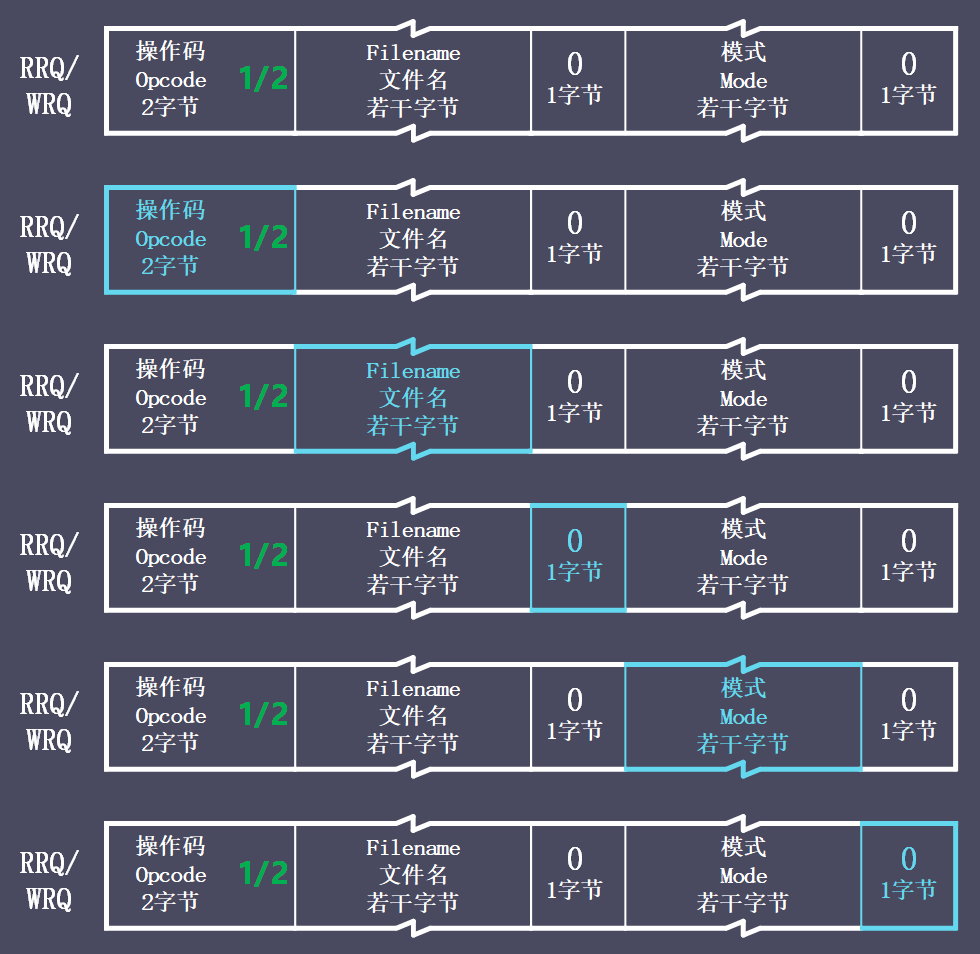 RRQ/
WRQ
操作码
Opcode
2字节
1/2
Filename
文件名
若干字节
0
1字节
模式
Mode
若干字节
0
1字节
RRQ/
WRQ
操作码
Opcode
2字节
1/2
Filename
文件名
若干字节
0
1字节
模式
Mode
若干字节
0
1字节
RRQ/
WRQ
操作码
Opcode
2字节
1/2
Filename
文件名
若干字节
0
1字节
模式
Mode
若干字节
0
1字节
RRQ/
WRQ
操作码
Opcode
2字节
1/2
Filename
文件名
若干字节
0
1字节
模式
Mode
若干字节
0
1字节
RRQ/
WRQ
操作码
Opcode
2字节
1/2
Filename
文件名
若干字节
0
1字节
模式
Mode
若干字节
0
1字节
RRQ/
WRQ
操作码
Opcode
2字节
1/2
Filename
文件名
若干字节
0
1字节
模式
Mode
若干字节
0
1字节